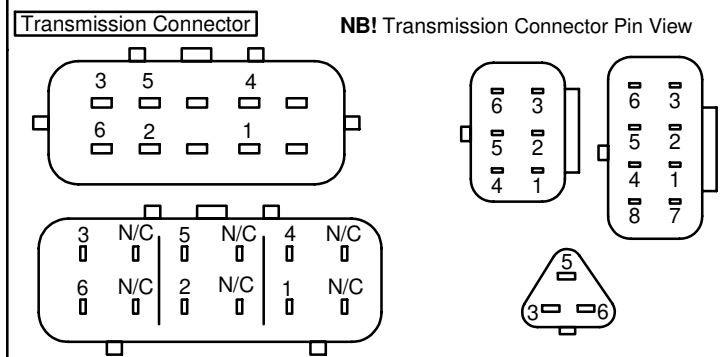 Transmission Connector
NB! Transmission Connector Pin View
3 5 4
6 2 1
3 N/C 5 N/C 4 N/C
6 N/C 2 N/C 1 N/C
6 3
5 2
4 1
6 3
5 2
4 1
8 7
5
3 6